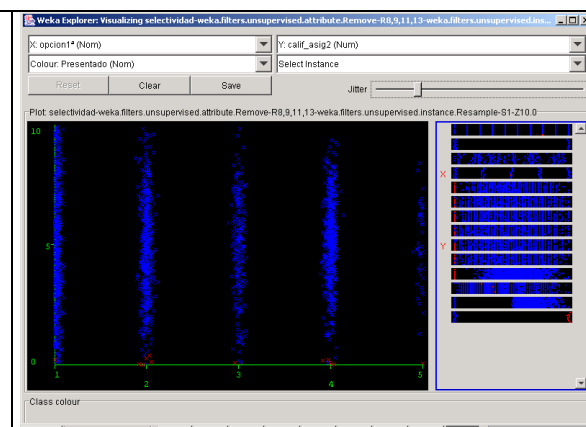 Weka Explorer: Visualizing selectividad-weka.filters.unsupervised.attribute.Remove-R8,9,11,13-weka.filters.unsupervised.ins...
X: opcion1ª (Nom)
Y: calif_asig2 (Num)
Colour: Presentado (Nom)
Select Instance
Reset
Clear
Save
Jitter
Plot: selectividad-weka.filters.unsupervised.attribute.Remove-R8,9,11,13-weka.filters.unsupervised.instance.Resample-S1-Z10.0
10
5
0
1
2
3
4
5
X
Y
Class colour